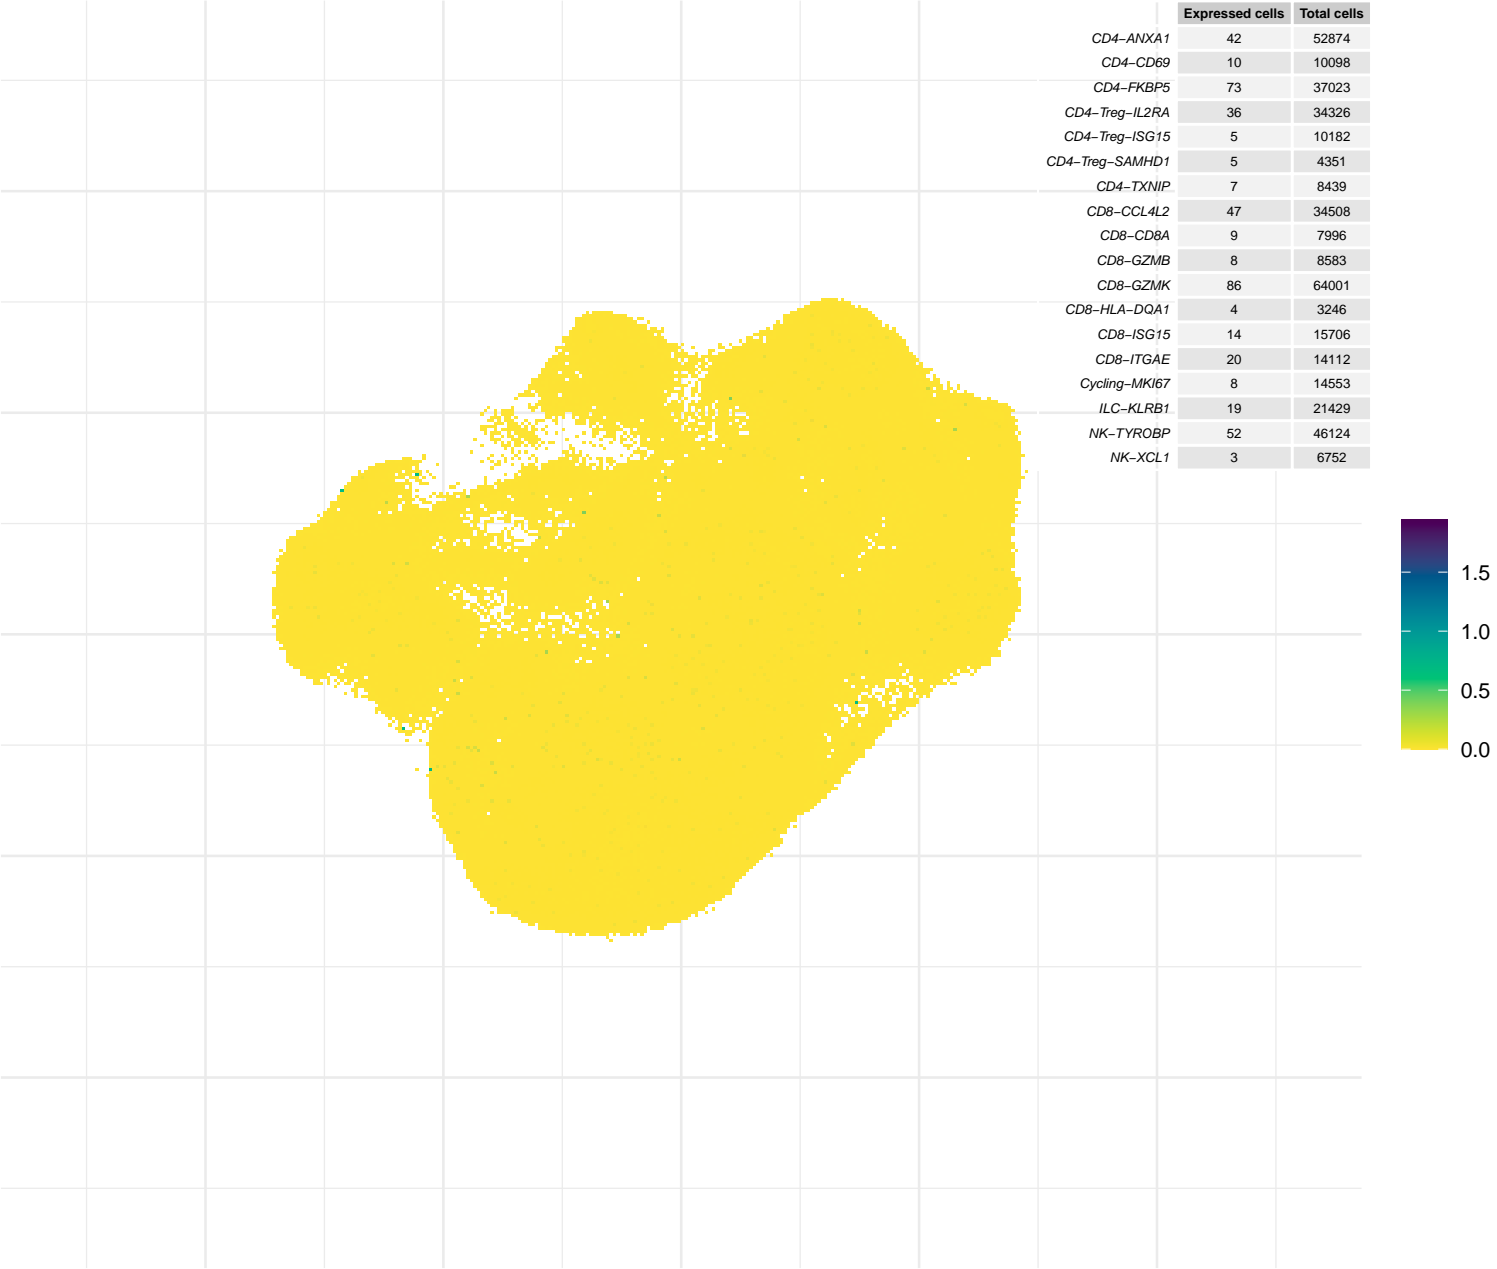 Expressed cells Total cells
CD4−ANXA1 42 52874
CD4−CD69 10 10098
CD4−FKBP5 73 37023
CD4−Treg−IL2RA 36 34326
CD4−Treg−ISG15 5 10182
CD4−Treg−SAMHD1 5 4351
CD4−TXNIP 7 8439
CD8−CCL4L2 47 34508
CD8−CD8A 9 7996
CD8−GZMB 8 8583
CD8−GZMK 86 64001
CD8−HLA−DQA1 4 3246
CD8−ISG15 14 15706
CD8−ITGAE 20 14112
Cycling−MKI67 8 14553
ILC−KLRB1 19 21429
NK−TYROBP 52 46124
NK−XCL1 3 6752
1.5
1.0
0.5
0.0